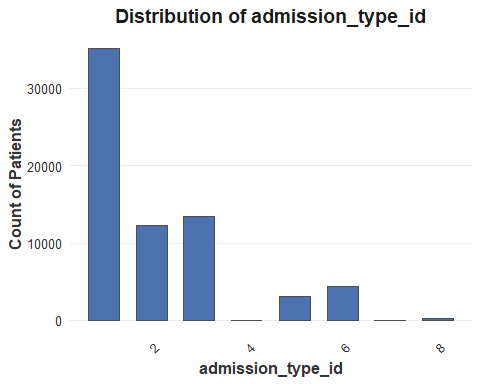 Distribution of admission_type_id
Count of Patients
30000
20000
10000
0
2
4
6
8
admission_type_id